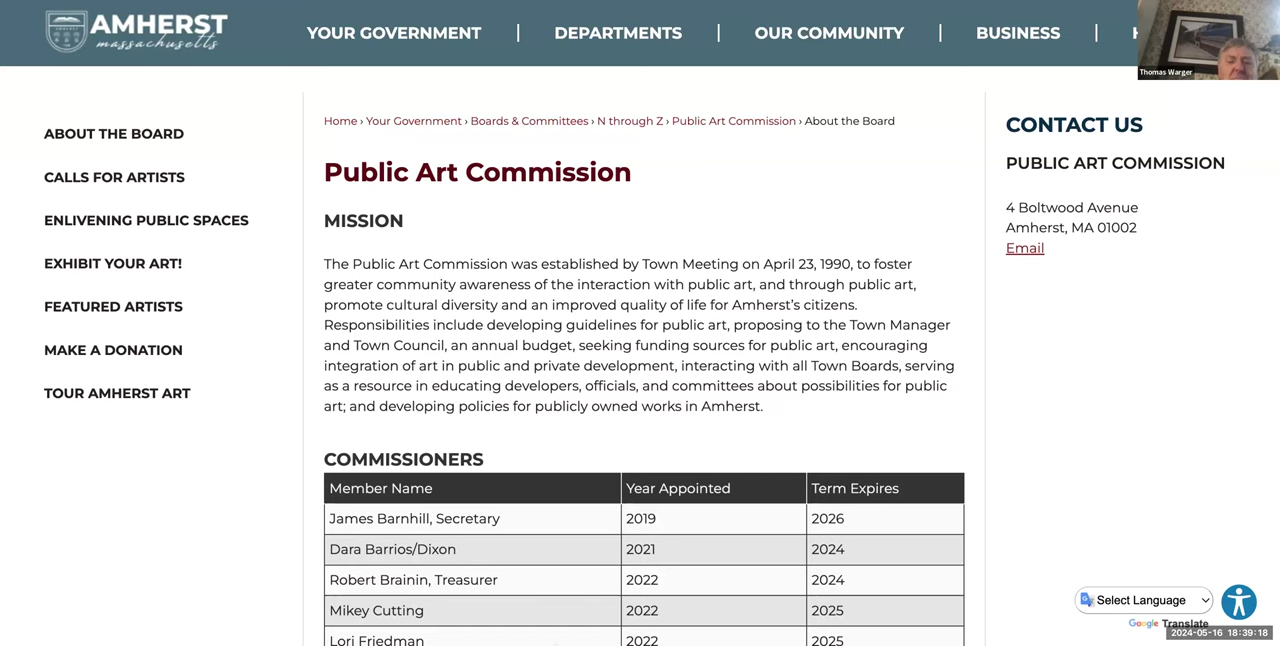 AMHERST
massachusetts
YOUR GOVERNMENT
DEPARTMENTS
OUR COMMUNITY
BUSINESS
Thomas Warger
ABOUT THE BOARD
CALLS FOR ARTISTS
ENLIVENING PUBLIC SPACES
EXHIBIT YOUR ART!
FEATURED ARTISTS
MAKE A DONATION
TOUR AMHERST ART
Home › Your Government › Boards & Committees › N through Z › Public Art Commission › About the Board
Public Art Commission
MISSION
The Public Art Commission was established by Town Meeting on April 23, 1990, to foster
greater community awareness of the interaction with public art, and through public art,
promote cultural diversity and an improved quality of life for Amherst's citizens.
Responsibilities include developing guidelines for public art, proposing to the Town Manager
and Town Council, an annual budget, seeking funding sources for public art, encouraging
integration of art in public and private development, interacting with all Town Boards, serving
as a resource in educating developers, officials, and committees about possibilities for public
art; and developing policies for publicly owned works in Amherst.
COMMISSIONERS
Member Name Year Appointed Term Expires
James Barnhill, Secretary 2019 2026
Dara Barrios/Dixon 2021 2024
Robert Brainin, Treasurer 2022 2024
Mikey Cutting 2022 2025
Lori Friedman 2022 2025
CONTACT US
PUBLIC ART COMMISSION
4 Boltwood Avenue
Amherst, MA 01002
Email
Select Language
Google Translate
2024-05-16 18:39:18